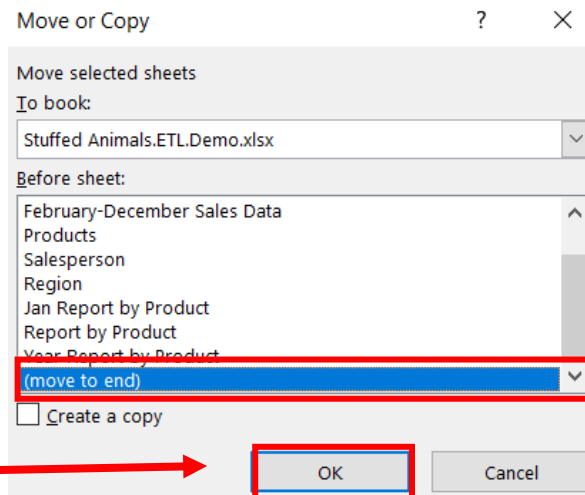 Move or Copy ?
Move selected sheets
To book:
Stuffed Animals.ETL.Demo.xlsx
Before sheet:
February-December Sales Data
Products
Salesperson
Region
Jan Report by Product
Report by Product
Year Report by Product
(move to end)
Create a copy
OK Cancel